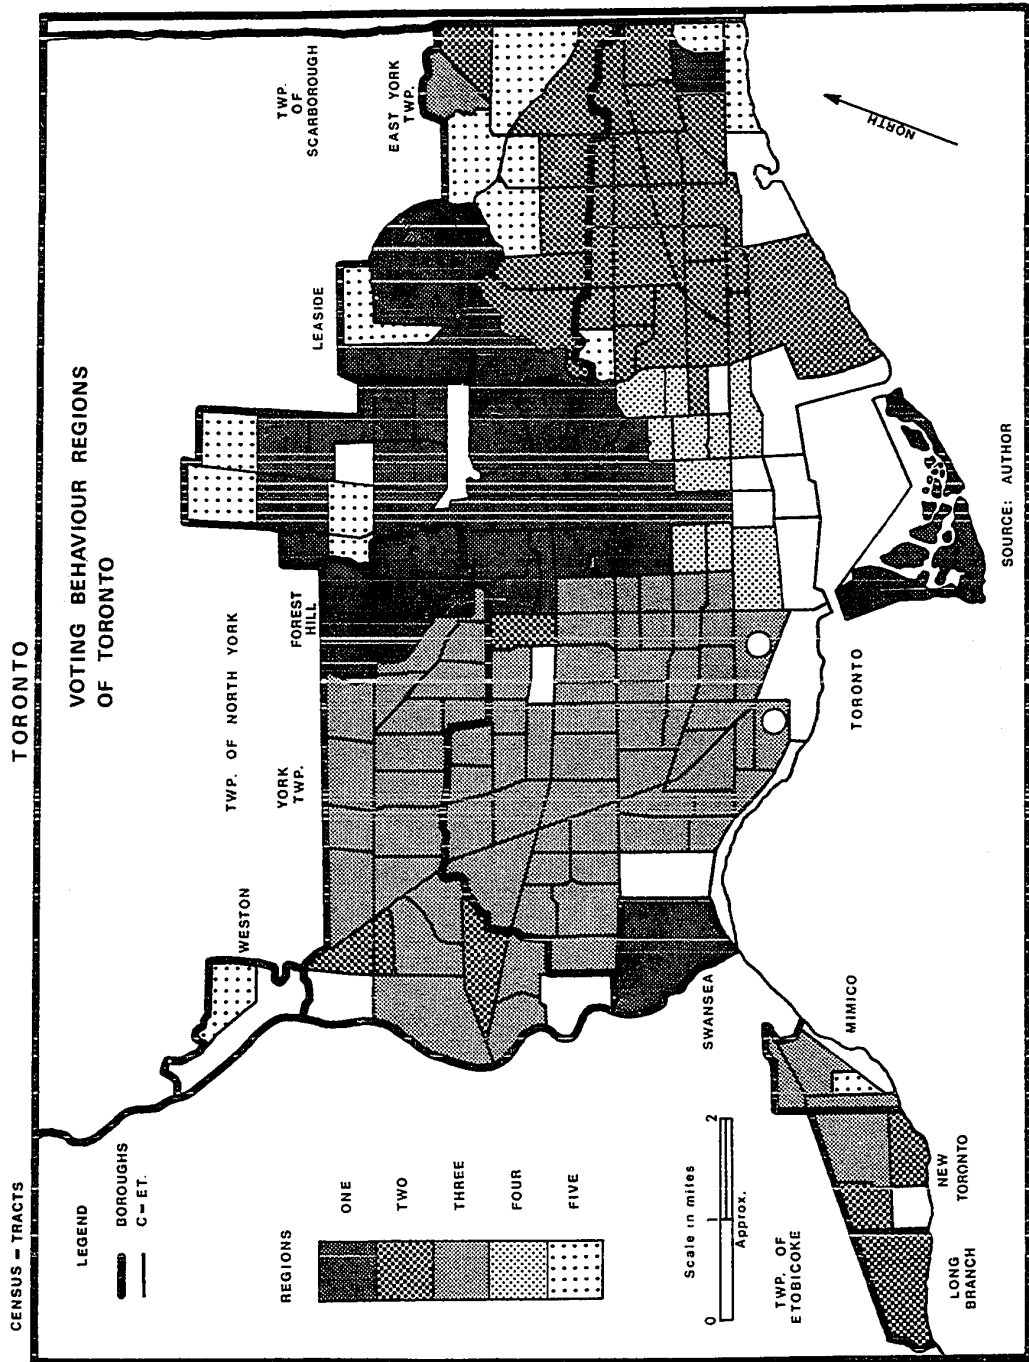 TORONTO
CENSUS – TRACTS
VOTING BEHAVIOUR REGIONS
OF TORONTO
LEGEND
BOROUGHS
C – ET.
REGIONS
ONE
TWO
THREE
FOUR
FIVE
Scale in miles
0 1 2
Approx.
WESTON
TWP. OF NORTH YORK
YORK
TWP.
FOREST
HILL
LEASIDE
TWP.
OF
SCARBOROUGH
EAST YORK
TWP.
NORTH
SWANSEA
MIMICO
TORONTO
TWP. OF
ETOBICOKE
LONG
BRANCH
NEW
TORONTO
SOURCE: AUTHOR